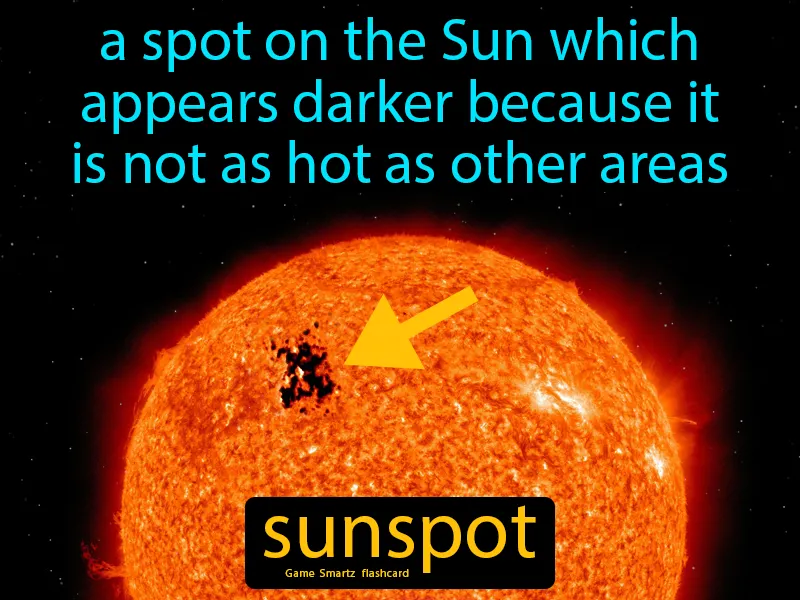 a spot on the Sun which
appears darker because it
is not as hot as other areas
sunspot
Game Smartz flashcard